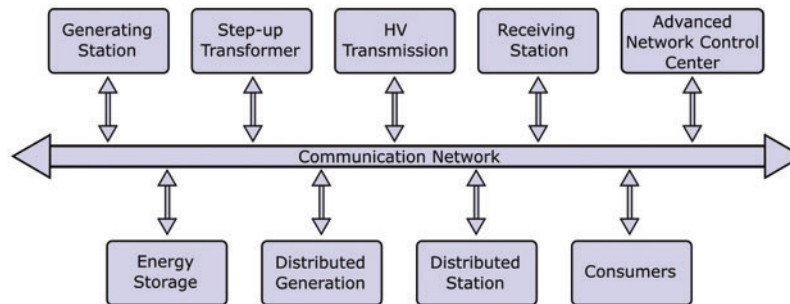 Generating
Station
Step-up
Transformer
HV
Transmission
Receiving
Station
Advanced
Network Control
Center
Communication Network
Energy
Storage
Distributed
Generation
Distributed
Station
Consumers